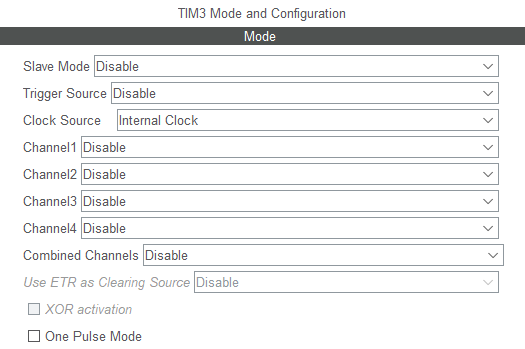 TIM3 Mode and Configuration
Mode
Slave Mode Disable
Trigger Source Disable
Clock Source Internal Clock
Channel1 Disable
Channel2 Disable
Channel3 Disable
Channel4 Disable
Combined Channels Disable
Use ETR as Clearing Source Disable
XOR activation
One Pulse Mode